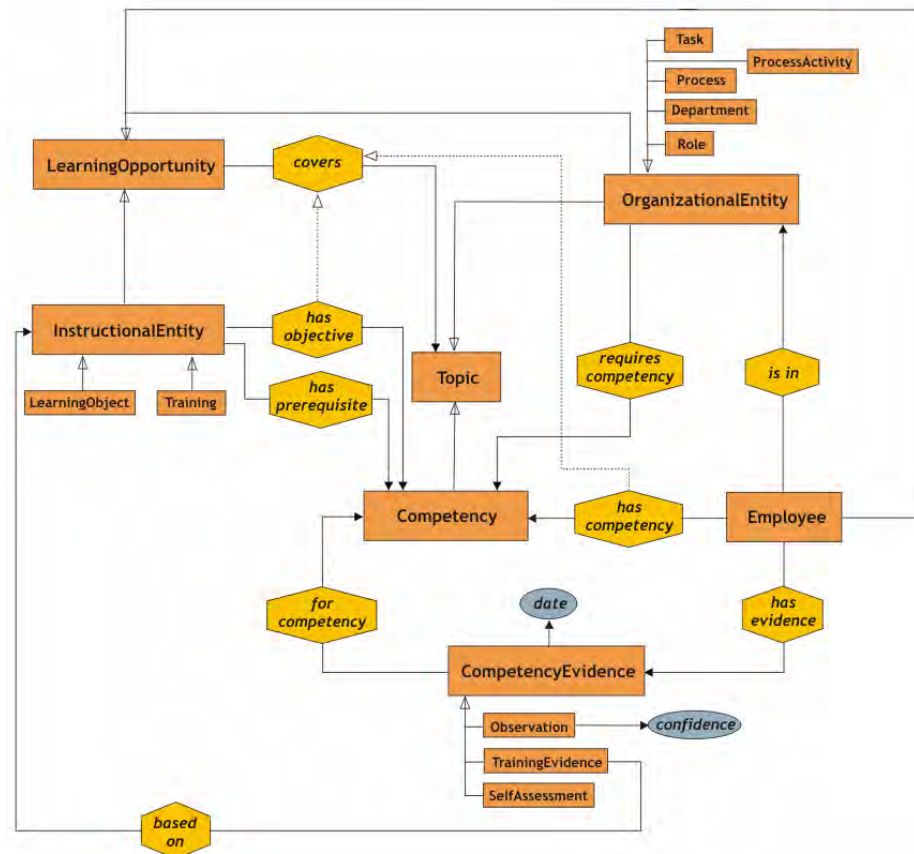 Task
ProcessActivity
Process
Department
Role
LearningOpportunity
covers
OrganizationalEntity
InstructionalEntity
has
objective
requires
competency
is in
Topic
LearningObject
Training
has
prerequisite
Competency
has
competency
Employee
for
competency
date
has
evidence
CompetencyEvidence
Observation
confidence
TrainingEvidence
SelfAssessment
based
on